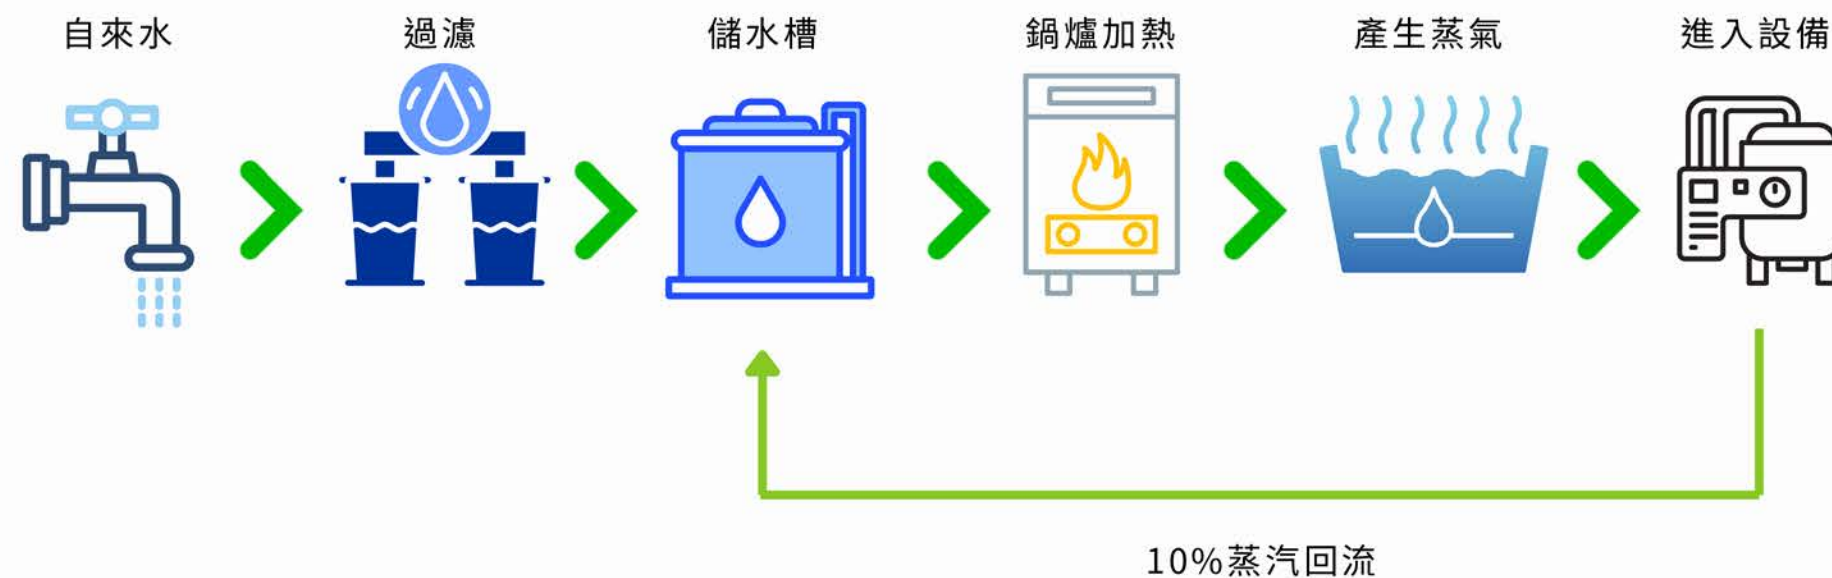 自來水
過濾
儲水槽
鍋爐加熱
產生蒸氣
進入設備
10%蒸汽回流